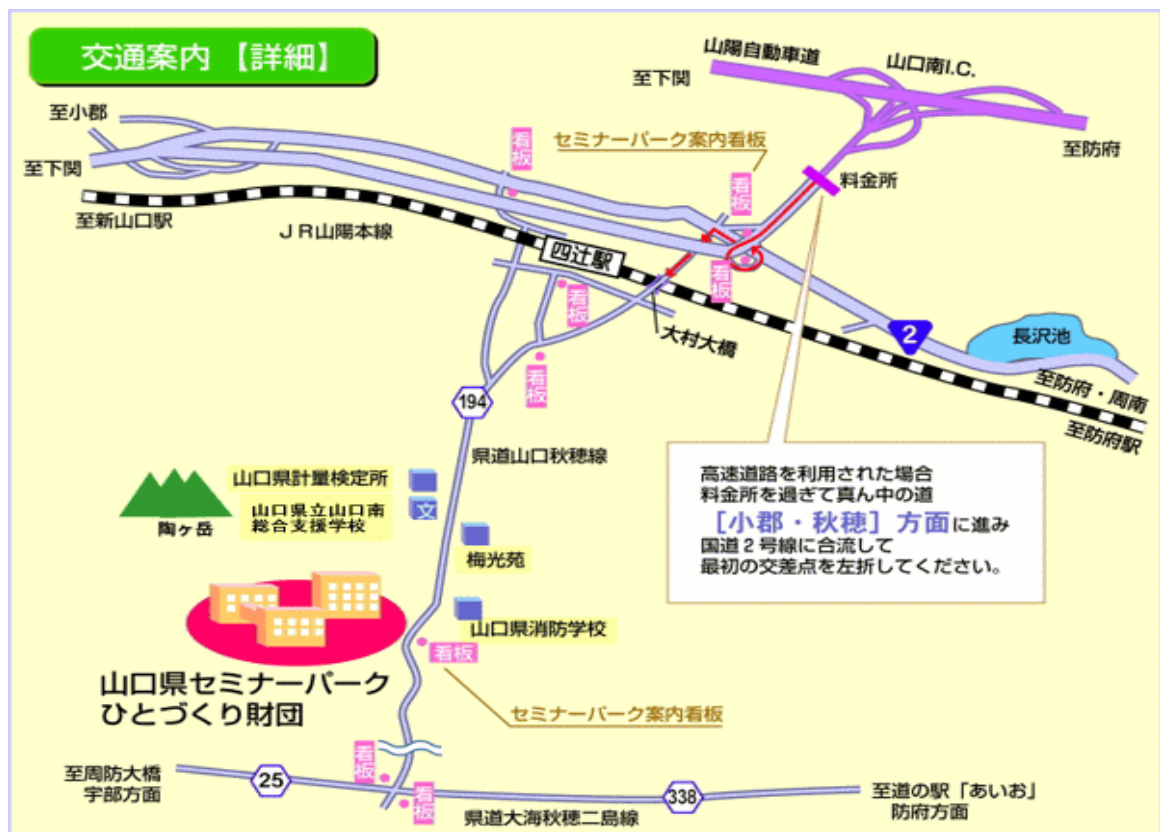 交通案内 【詳細】
山陽自動車道
山口南I.C.
至下関
至防府
料金所
至小郡
至下関
至新山口駅
JR山陽本線
セミナーパーク案内看板
看板
看板
看板
四辻駅
看板
大村大橋
看板
2
長沢池
至防府・周南
至防府駅
194
県道山口秋穂線
高速道路を利用された場合
料金所を過ぎて真ん中の道
［小郡・秋穂］方面に進み
国道2号線に合流して
最初の交差点を左折してください。
陶ヶ岳
山口県計量検定所
山口県立山口南
総合支援学校
文
梅光苑
山口県消防学校
看板
山口県セミナーパーク
ひとづくり財団
セミナーパーク案内看板
看板
看板
至周防大橋
宇部方面
25
県道大海秋穂二島線
338
至道の駅「あいお」
防府方面